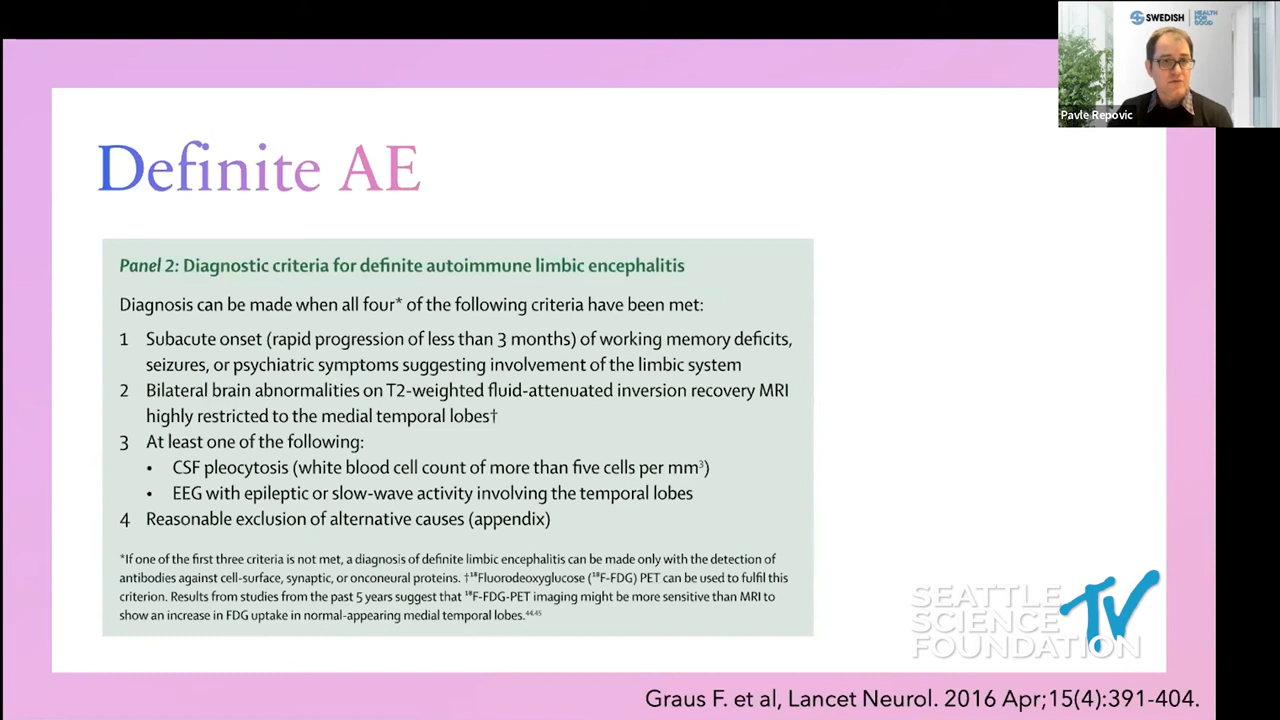 SWEDISH
HEALTH
FOR
GOOD
Pavle Repovic
Definite AE
Panel 2: Diagnostic criteria for definite autoimmune limbic encephalitis
Diagnosis can be made when all four* of the following criteria have been met:
1 Subacute onset (rapid progression of less than 3 months) of working memory deficits,
seizures, or psychiatric symptoms suggesting involvement of the limbic system
2 Bilateral brain abnormalities on T2-weighted fluid-attenuated inversion recovery MRI
highly restricted to the medial temporal lobes†
3 At least one of the following:
• CSF pleocytosis (white blood cell count of more than five cells per mm³)
• EEG with epileptic or slow-wave activity involving the temporal lobes
4 Reasonable exclusion of alternative causes (appendix)
*If one of the first three criteria is not met, a diagnosis of definite limbic encephalitis can be made only with the detection of
antibodies against cell-surface, synaptic, or onconeural proteins. †¹⁸Fluorodeoxyglucose (¹⁸F-FDG) PET can be used to fulfil this
criterion. Results from studies from the past 5 years suggest that ¹⁸F-FDG-PET imaging might be more sensitive than MRI to
show an increase in FDG uptake in normal-appearing medial temporal lobes.⁴⁴,⁴⁵
SEATTLE
SCIENCE
FOUNDATION
TV
Graus F. et al, Lancet Neurol. 2016 Apr;15(4):391-404.